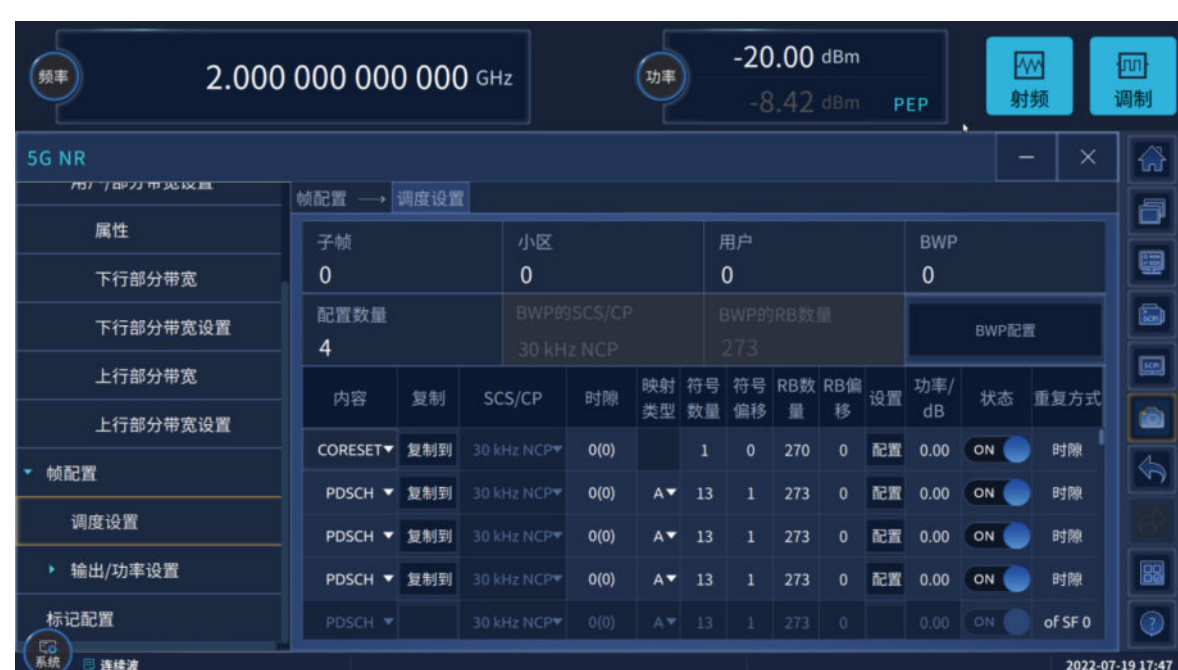 频率
2.000 000 000 000 GHz
功率
-20.00 dBm
-8.42 dBm PEP
射频
调制
5G NR
用户/部分带宽设置
属性
下行部分带宽
下行部分带宽设置
上行部分带宽
上行部分带宽设置
帧配置
调度设置
输出/功率设置
标记配置
帧配置 → 调度设置
子帧 小区 用户 BWP
0 0 0 0
配置数量 BWP的SCS/CP BWP的RB数量 BWP配置
4 30 kHz NCP 273
内容 复制 SCS/CP 时隙 映射类型 符号数量 符号偏移 RB数量 RB偏移 设置 功率/dB 状态 重复方式
CORESET 复制到 30 kHz NCP 0(0) 1 0 270 0 配置 0.00 ON 时隙
PDSCH 复制到 30 kHz NCP 0(0) A 13 1 273 0 配置 0.00 ON 时隙
PDSCH 复制到 30 kHz NCP 0(0) A 13 1 273 0 配置 0.00 ON 时隙
PDSCH 复制到 30 kHz NCP 0(0) A 13 1 273 0 配置 0.00 ON 时隙
PDSCH 30 kHz NCP 0(0) A 13 1 273 0 0.00 ON of SF 0
SCPI
SCPI
系统
连续波
2022-07-19 17:47